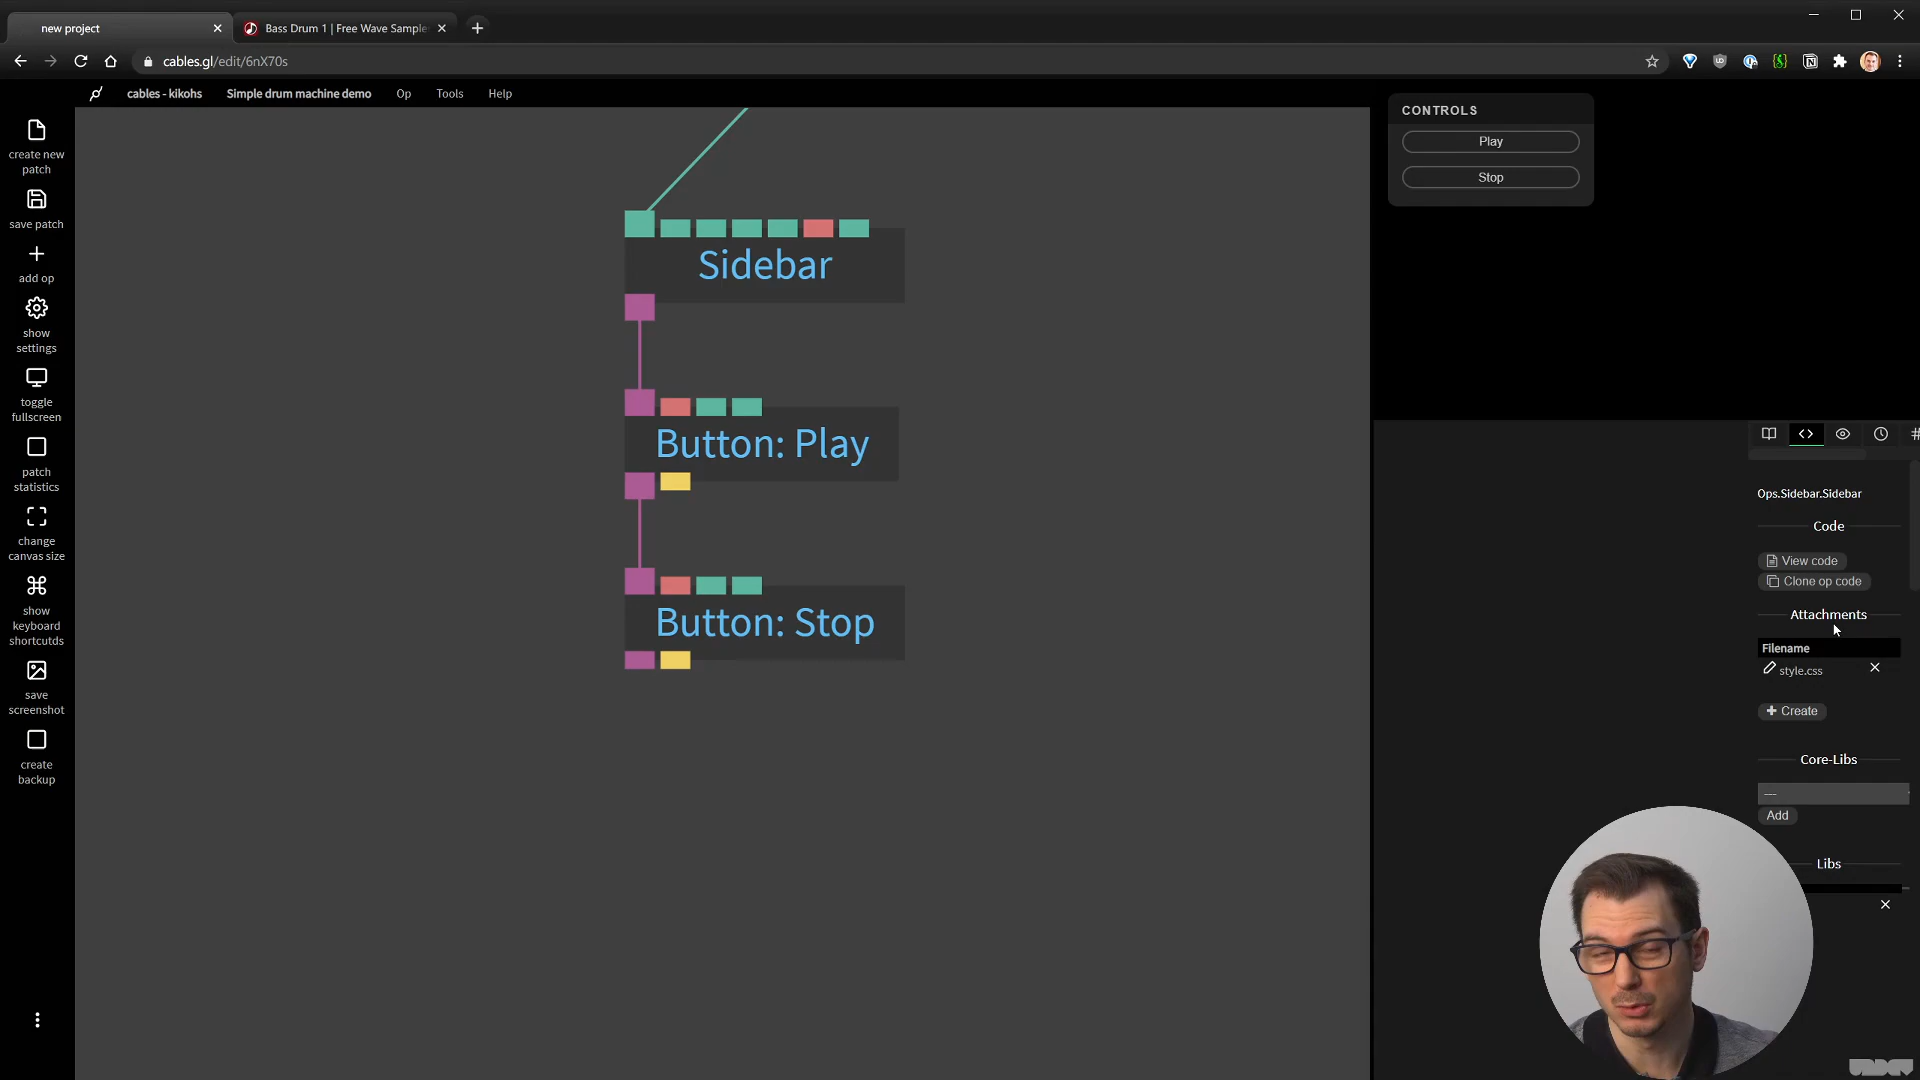 new project
Bass Drum 1 | Free Wave Sample
cables.gl/edit/6nX70s
cables - kikohs
Simple drum machine demo
Op
Tools
Help
create new
patch
save patch
add op
show
settings
toggle
fullscreen
patch
statistics
change
canvas size
show
keyboard
shortcutds
save
screenshot
create
backup
Sidebar
Button: Play
Button: Stop
CONTROLS
Play
Stop
Ops.Sidebar.Sidebar
Code
View code
Clone op code
Attachments
Filename
style.css
Create
Core-Libs
---
Add
Libs